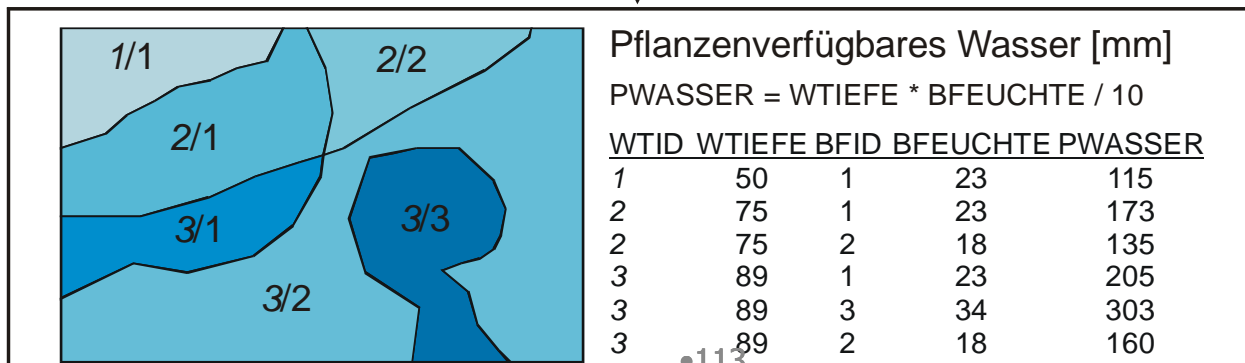 1/1
2/2
2/1
3/1
3/3
3/2
Pflanzenverfügbares Wasser [mm]
PWASSER = WTIEFE * BFEUCHTE / 10
WTID WTIEFE BFID BFEUCHTE PWASSER
1 50 1 23 115
2 75 1 23 173
2 75 2 18 135
3 89 1 23 205
3 89 3 34 303
3 89 2 18 160
•113